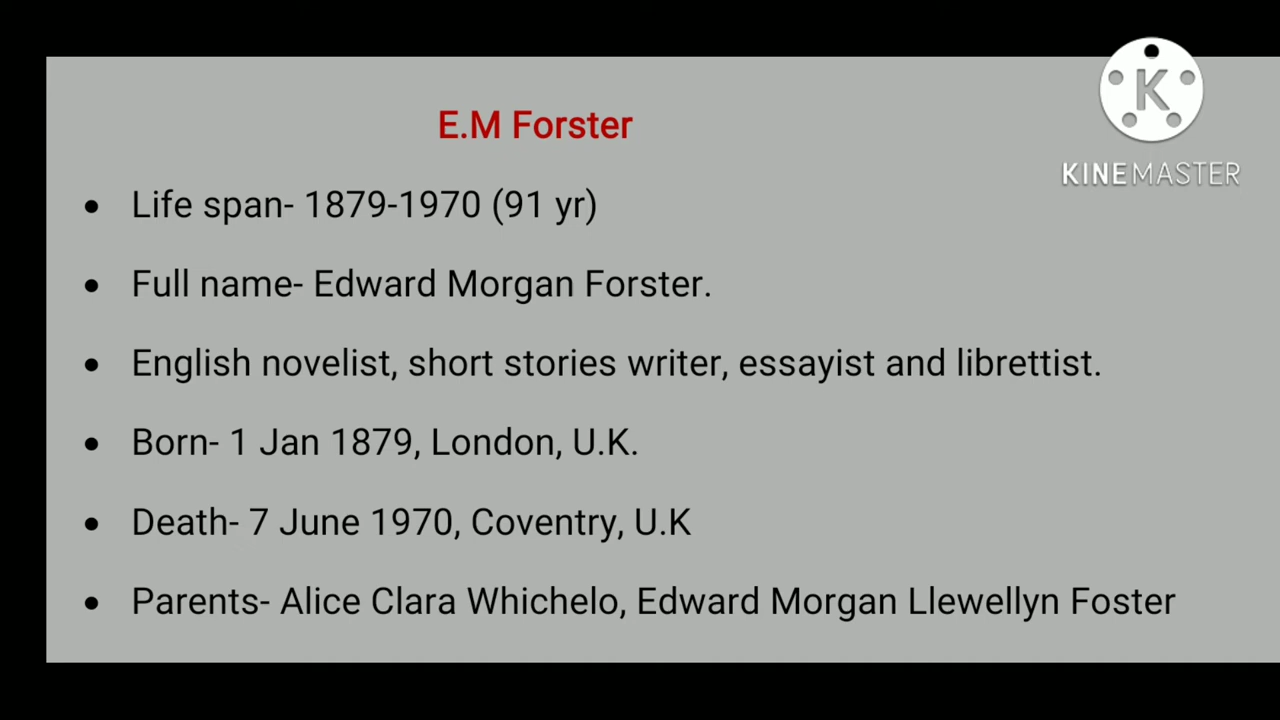 KINEMASTER
E.M Forster
• Life span- 1879-1970 (91 yr)
• Full name- Edward Morgan Forster.
• English novelist, short stories writer, essayist and librettist.
• Born- 1 Jan 1879, London, U.K.
• Death- 7 June 1970, Coventry, U.K
• Parents- Alice Clara Whichelo, Edward Morgan Llewellyn Foster